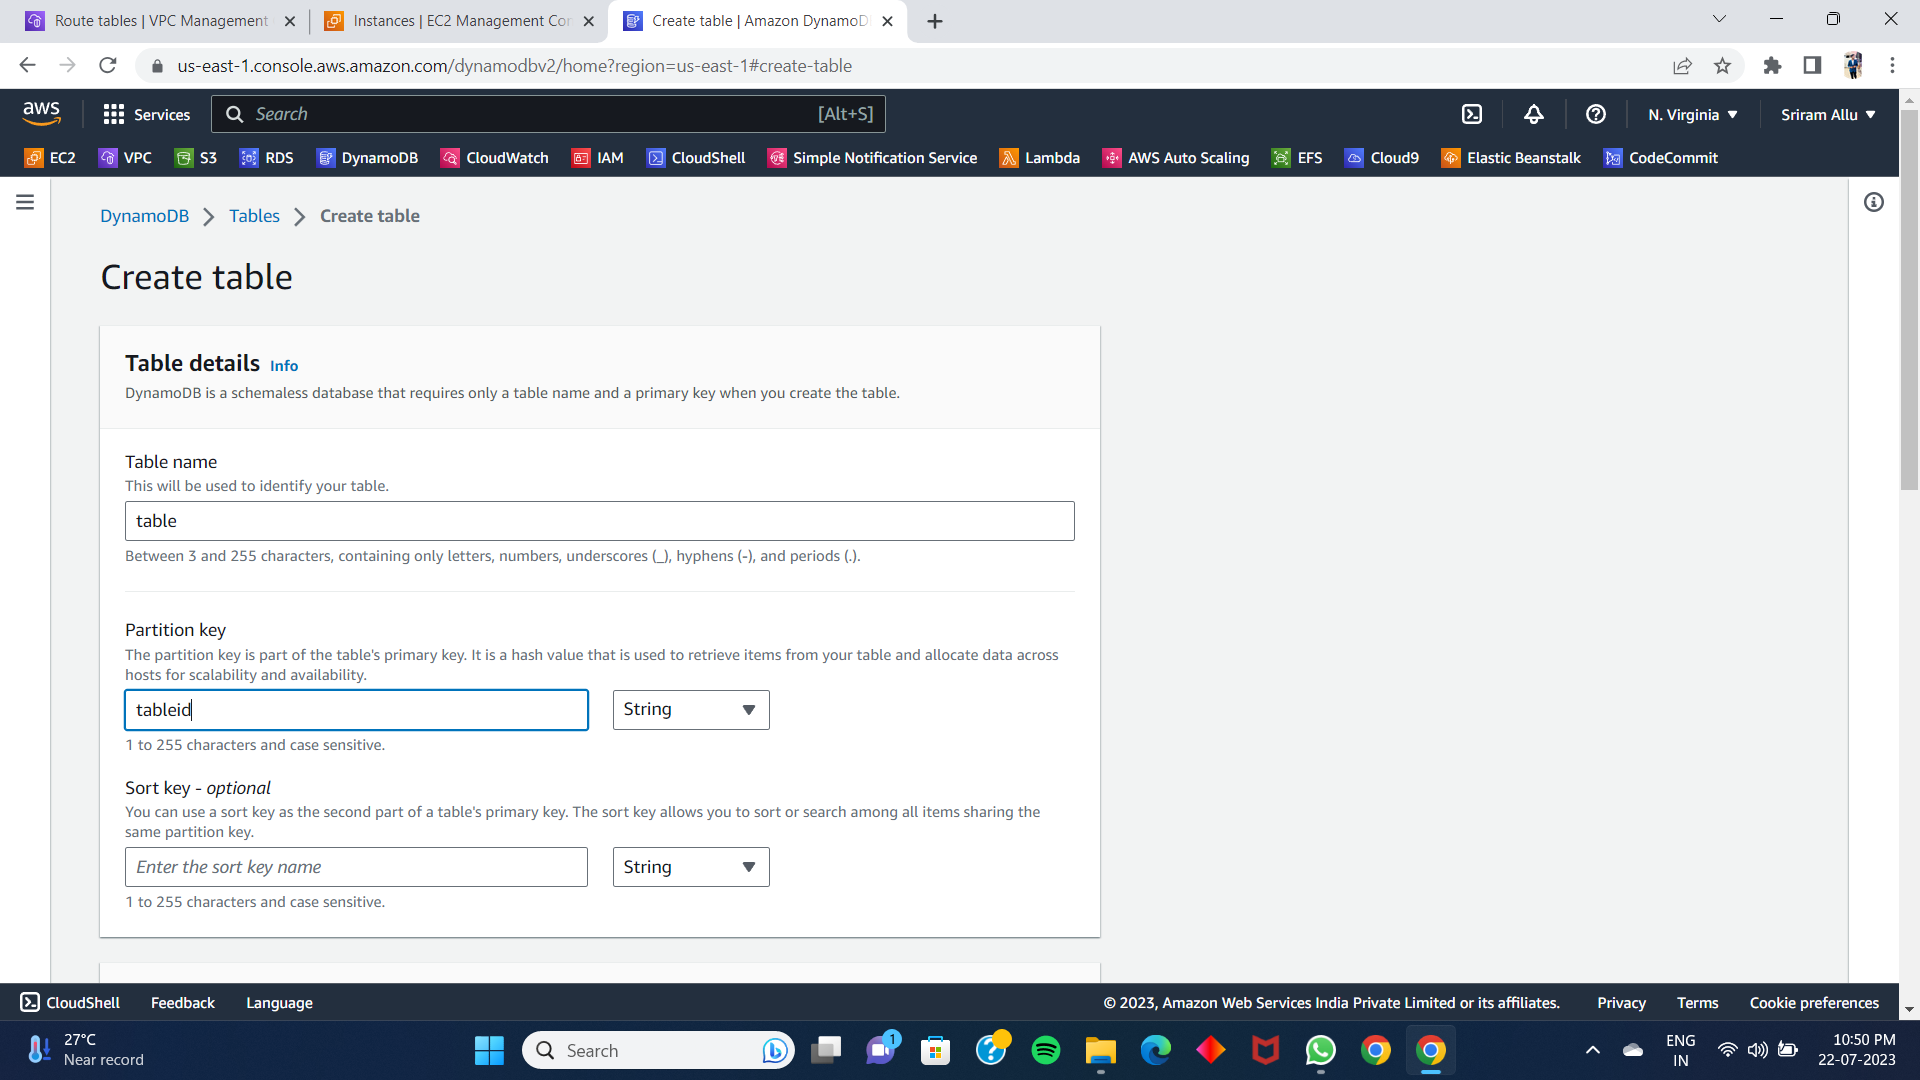 Route tables | VPC Management
Instances | EC2 Management Con
Create table | Amazon DynamoDB
us-east-1.console.aws.amazon.com/dynamodbv2/home?region=us-east-1#create-table
aws
Services
Search
[Alt+S]
N. Virginia
Sriram Allu
EC2
VPC
S3
RDS
DynamoDB
CloudWatch
IAM
CloudShell
Simple Notification Service
Lambda
AWS Auto Scaling
EFS
Cloud9
Elastic Beanstalk
CodeCommit
DynamoDB
Tables
Create table
Create table
Table details Info
DynamoDB is a schemaless database that requires only a table name and a primary key when you create the table.
Table name
This will be used to identify your table.
table
Between 3 and 255 characters, containing only letters, numbers, underscores (_), hyphens (-), and periods (.).
Partition key
The partition key is part of the table's primary key. It is a hash value that is used to retrieve items from your table and allocate data across
hosts for scalability and availability.
tableid
String
1 to 255 characters and case sensitive.
Sort key - optional
You can use a sort key as the second part of a table's primary key. The sort key allows you to sort or search among all items sharing the
same partition key.
Enter the sort key name
String
1 to 255 characters and case sensitive.
CloudShell
Feedback
Language
© 2023, Amazon Web Services India Private Limited or its affiliates.
Privacy
Terms
Cookie preferences
27°C
Near record
Search
1
ENG
IN
10:50 PM
22-07-2023